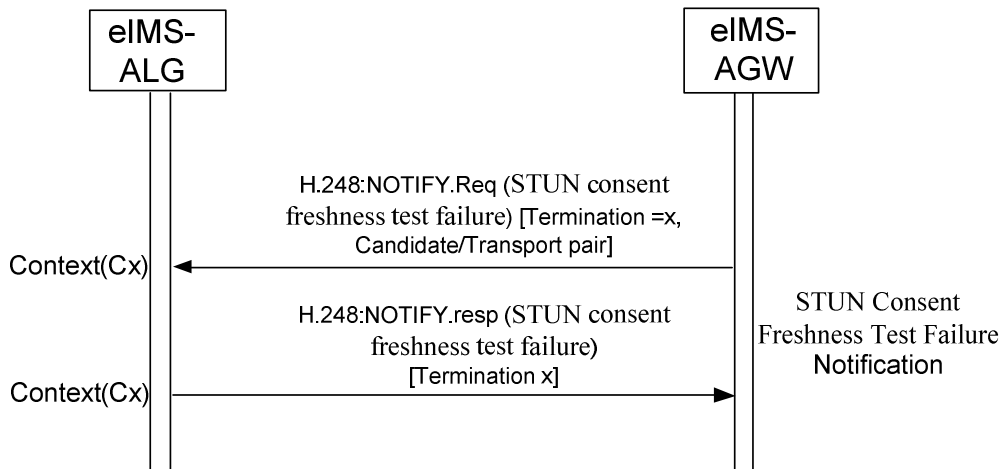 eIMS-
ALG
eIMS-
AGW
H.248:NOTIFY.Req (STUN consent
freshness test failure) [Termination =x,
Candidate/Transport pair]
Context(Cx)
H.248:NOTIFY.resp (STUN consent
freshness test failure)
[Termination x]
Context(Cx)
STUN Consent
Freshness Test Failure
Notification